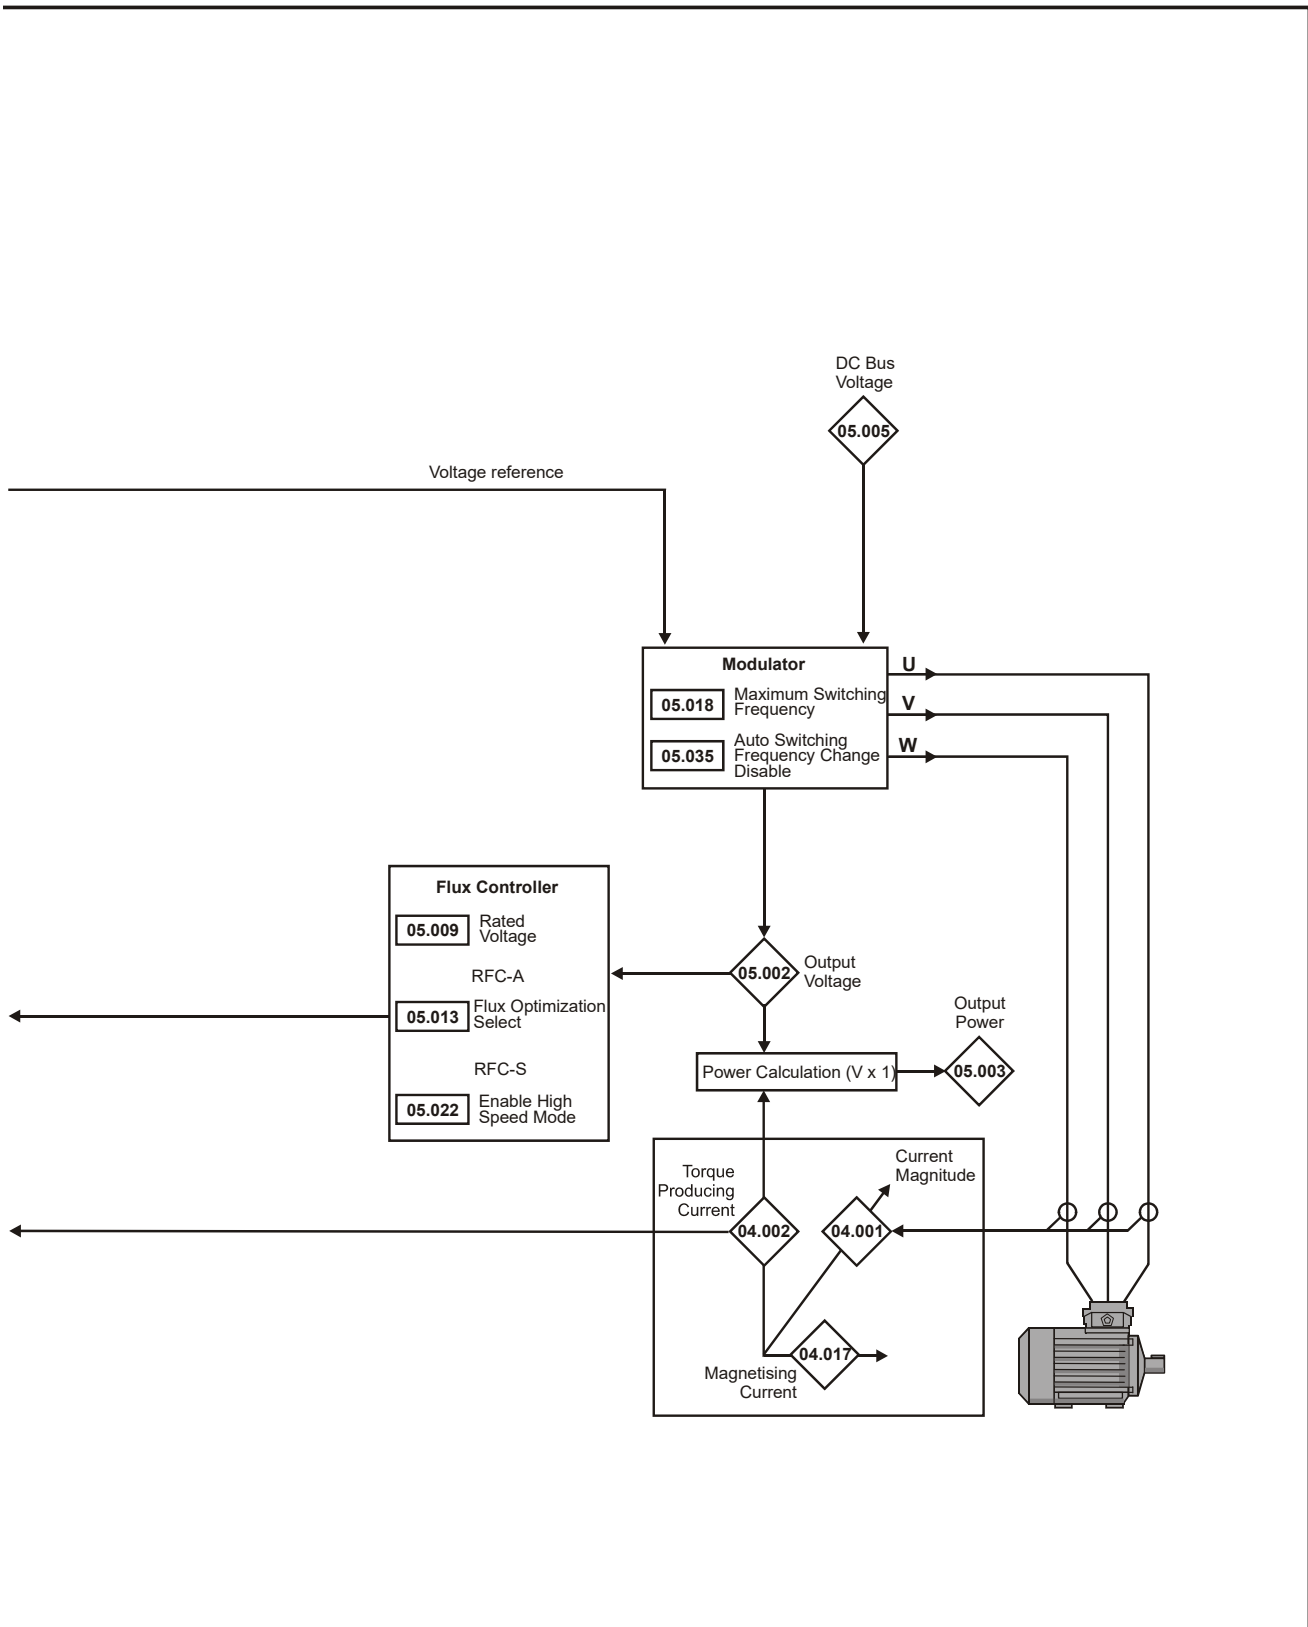 DC Bus
Voltage
05.005
Voltage reference
Modulator
05.018
Maximum Switching
Frequency
05.035
Auto Switching
Frequency Change
Disable
U
V
W
Flux Controller
05.009
Rated
Voltage
RFC-A
05.013
Flux Optimization
Select
RFC-S
05.022
Enable High
Speed Mode
05.002
Output
Voltage
Output
Power
Power Calculation (V x 1)
05.003
Torque
Producing
Current
04.002
Current
Magnitude
04.001
04.017
Magnetising
Current